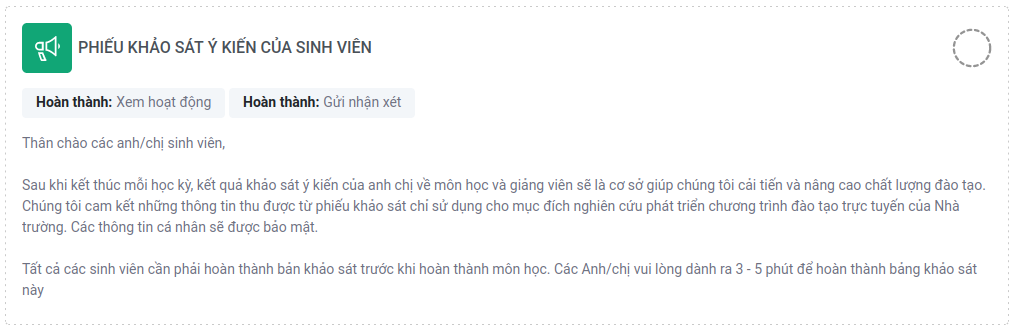 PHIẾU KHẢO SÁT Ý KIẾN CỦA SINH VIÊN
Hoàn thành: Xem hoạt động Hoàn thành: Gửi nhận xét
Thân chào các anh/chị sinh viên,
Sau khi kết thúc mỗi học kỳ, kết quả khảo sát ý kiến của anh chị về môn học và giảng viên sẽ là cơ sở giúp chúng tôi cải tiến và nâng cao chất lượng đào tạo.
Chúng tôi cam kết những thông tin thu được từ phiếu khảo sát chỉ sử dụng cho mục đích nghiên cứu phát triển chương trình đào tạo trực tuyến của Nhà
trường. Các thông tin cá nhân sẽ được bảo mật.
Tất cả các sinh viên cần phải hoàn thành bản khảo sát trước khi hoàn thành môn học. Các Anh/chị vui lòng dành ra 3 - 5 phút để hoàn thành bảng khảo sát
này